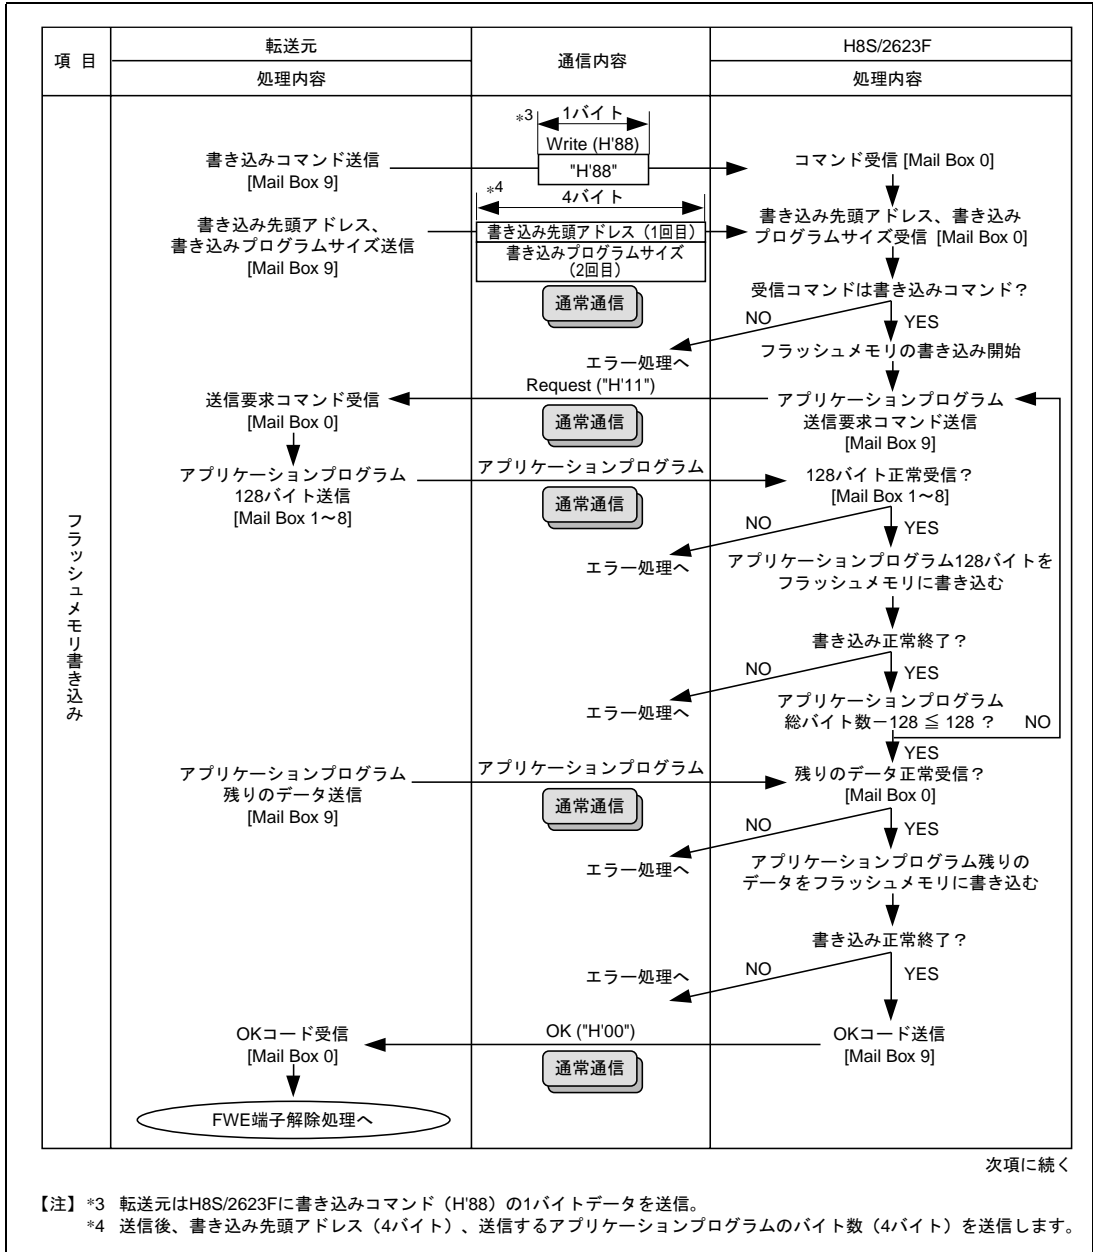 項 目
転送元
通信内容
H8S/2623F
処理内容
処理内容
フラッシュメモリ書き込み
*3
1バイト
Write (H'88)
書き込みコマンド送信
[Mail Box 9]
"H'88"
コマンド受信 [Mail Box 0]
*4
4バイト
書き込み先頭アドレス、
書き込みプログラムサイズ送信
[Mail Box 9]
書き込み先頭アドレス（1回目）
書き込みプログラムサイズ
（2回目）
書き込み先頭アドレス、書き込み
プログラムサイズ受信 [Mail Box 0]
通常通信
受信コマンドは書き込みコマンド？
NO
YES
エラー処理へ
フラッシュメモリの書き込み開始
Request ("H'11")
送信要求コマンド受信
[Mail Box 0]
通常通信
アプリケーションプログラム
送信要求コマンド送信
[Mail Box 9]
アプリケーションプログラム
128バイト送信
[Mail Box 1～8]
アプリケーションプログラム
通常通信
128バイト正常受信？
[Mail Box 1～8]
NO
YES
エラー処理へ
アプリケーションプログラム128バイトを
フラッシュメモリに書き込む
書き込み正常終了？
NO
YES
エラー処理へ
アプリケーションプログラム
総バイト数－128 ≦ 128 ？
NO
YES
アプリケーションプログラム
残りのデータ送信
[Mail Box 9]
アプリケーションプログラム
通常通信
残りのデータ正常受信？
[Mail Box 0]
NO
YES
エラー処理へ
アプリケーションプログラム残りの
データをフラッシュメモリに書き込む
書き込み正常終了？
NO
YES
エラー処理へ
OKコード受信
[Mail Box 0]
OK ("H'00")
通常通信
OKコード送信
[Mail Box 9]
FWE端子解除処理へ
次項に続く
【注】*3 転送元はH8S/2623Fに書き込みコマンド（H'88）の1バイトデータを送信。
*4 送信後、書き込み先頭アドレス（4バイト）、送信するアプリケーションプログラムのバイト数（4バイト）を送信します。